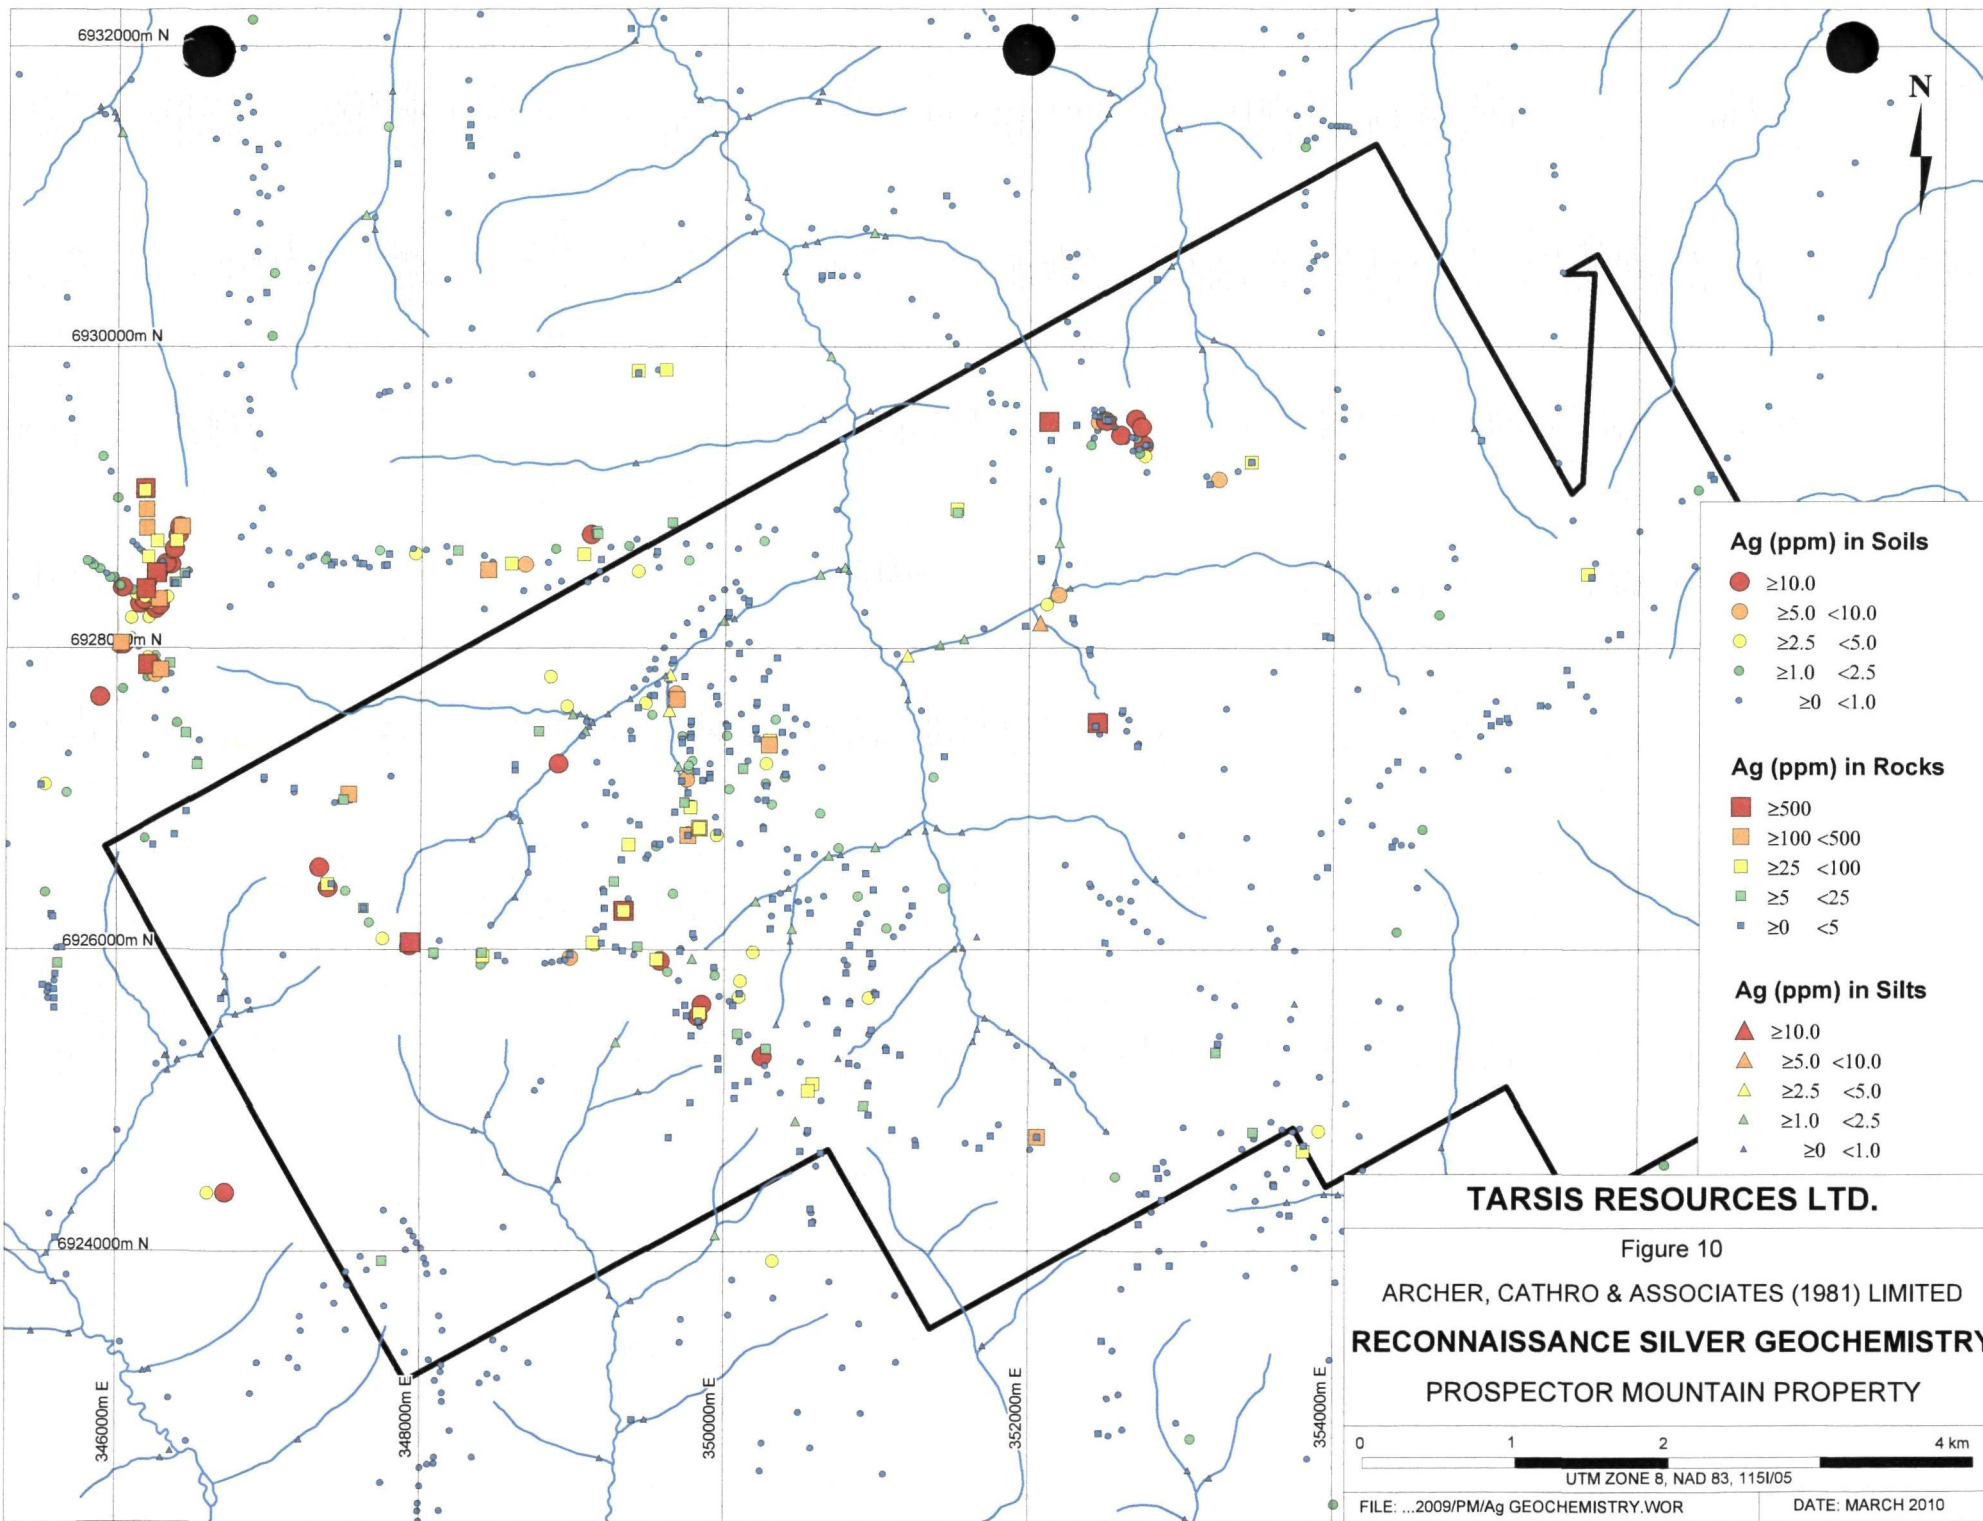 6932000m N
N
6930000m N
6928000m N
6926000m N
6924000m N
346000m E
348000m E
350000m E
352000m E
354000m E
Ag (ppm) in Soils
≥10.0
≥5.0 <10.0
≥2.5 <5.0
≥1.0 <2.5
≥0 <1.0
Ag (ppm) in Rocks
≥500
≥100 <500
≥25 <100
≥5 <25
≥0 <5
Ag (ppm) in Silts
≥10.0
≥5.0 <10.0
≥2.5 <5.0
≥1.0 <2.5
≥0 <1.0
TARSIS RESOURCES LTD.
Figure 10
ARCHER, CATHRO & ASSOCIATES (1981) LIMITED
RECONNAISSANCE SILVER GEOCHEMISTRY
PROSPECTOR MOUNTAIN PROPERTY
0 1 2 4 km
UTM ZONE 8, NAD 83, 115I/05
FILE: ...2009/PM/Ag GEOCHEMISTRY.WOR
DATE: MARCH 2010